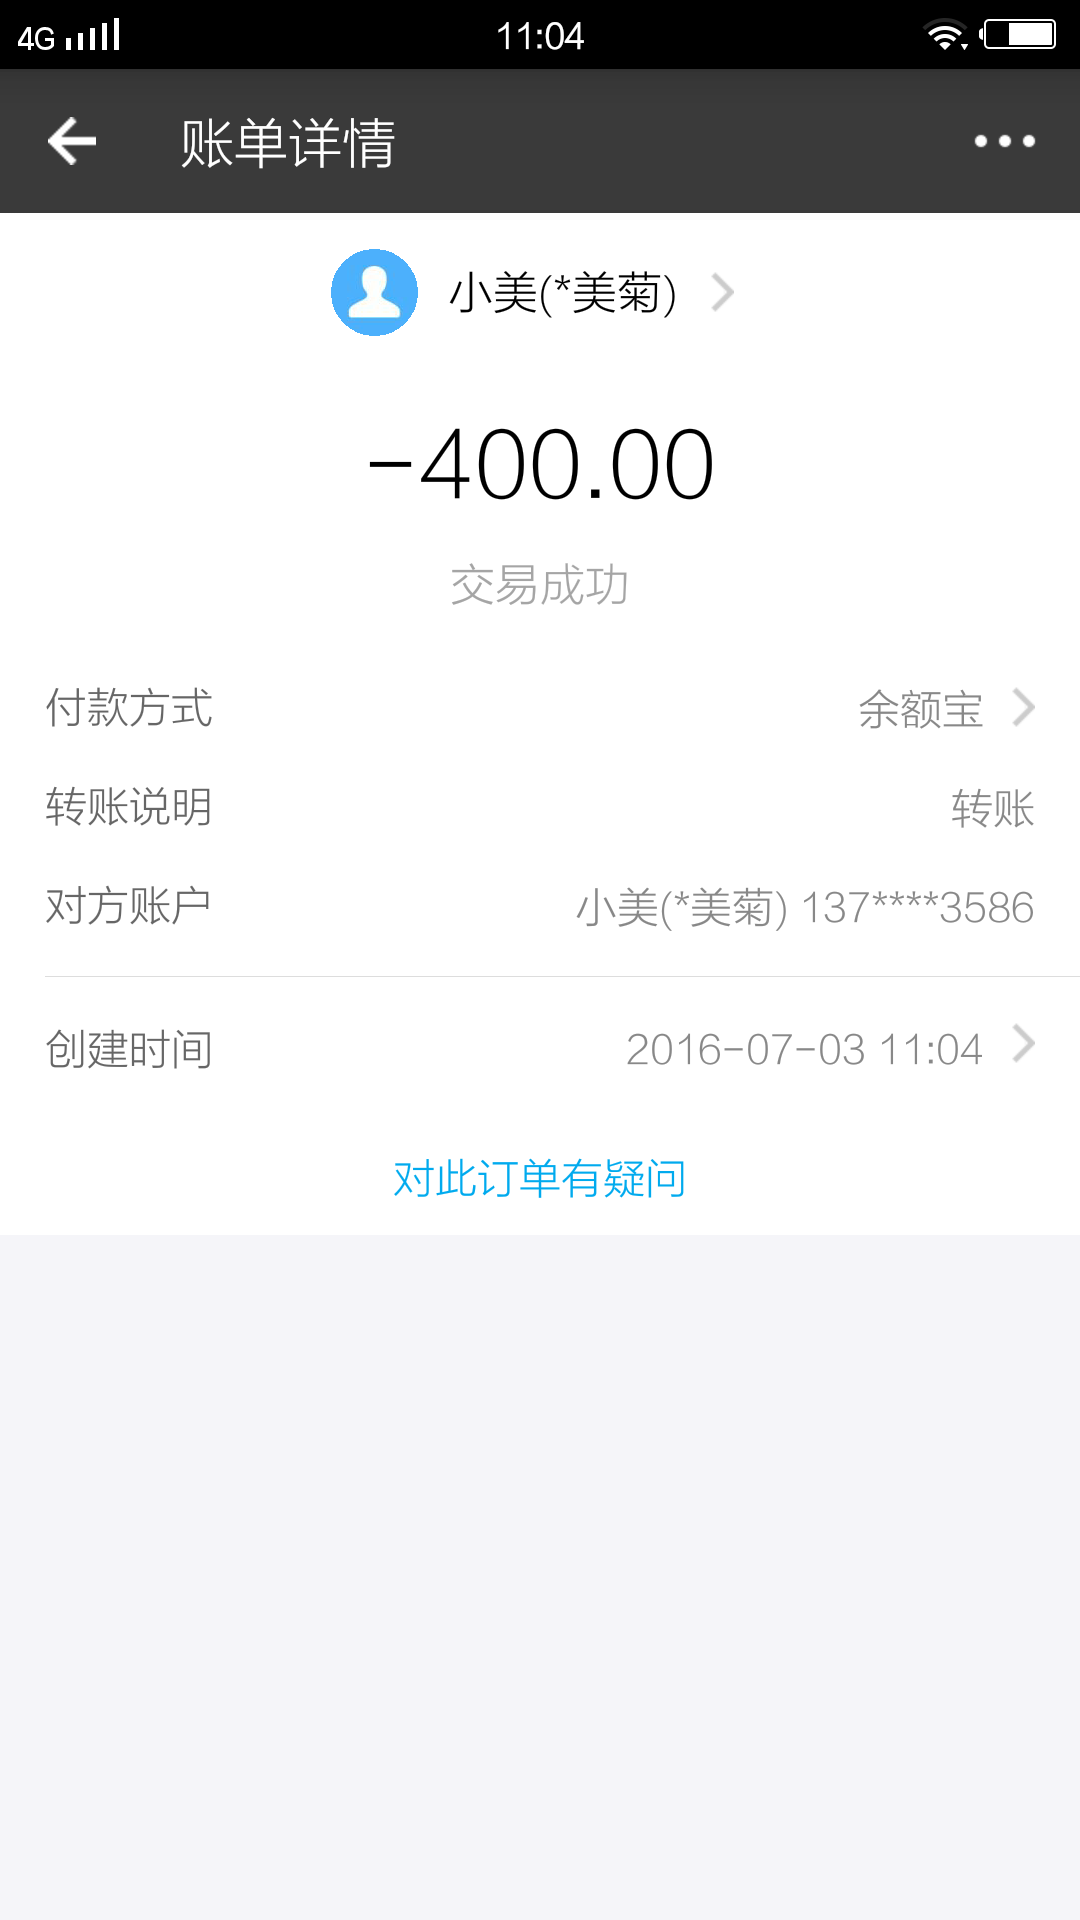 4G 11:04
账单详情
小美(*美菊)
-400.00
交易成功
付款方式 余额宝
转账说明 转账
对方账户 小美(*美菊) 137****3586
创建时间 2016-07-03 11:04
对此订单有疑问